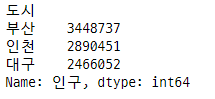 도시
부산    3448737
인천    2890451
대구    2466052
Name: 인구, dtype: int64